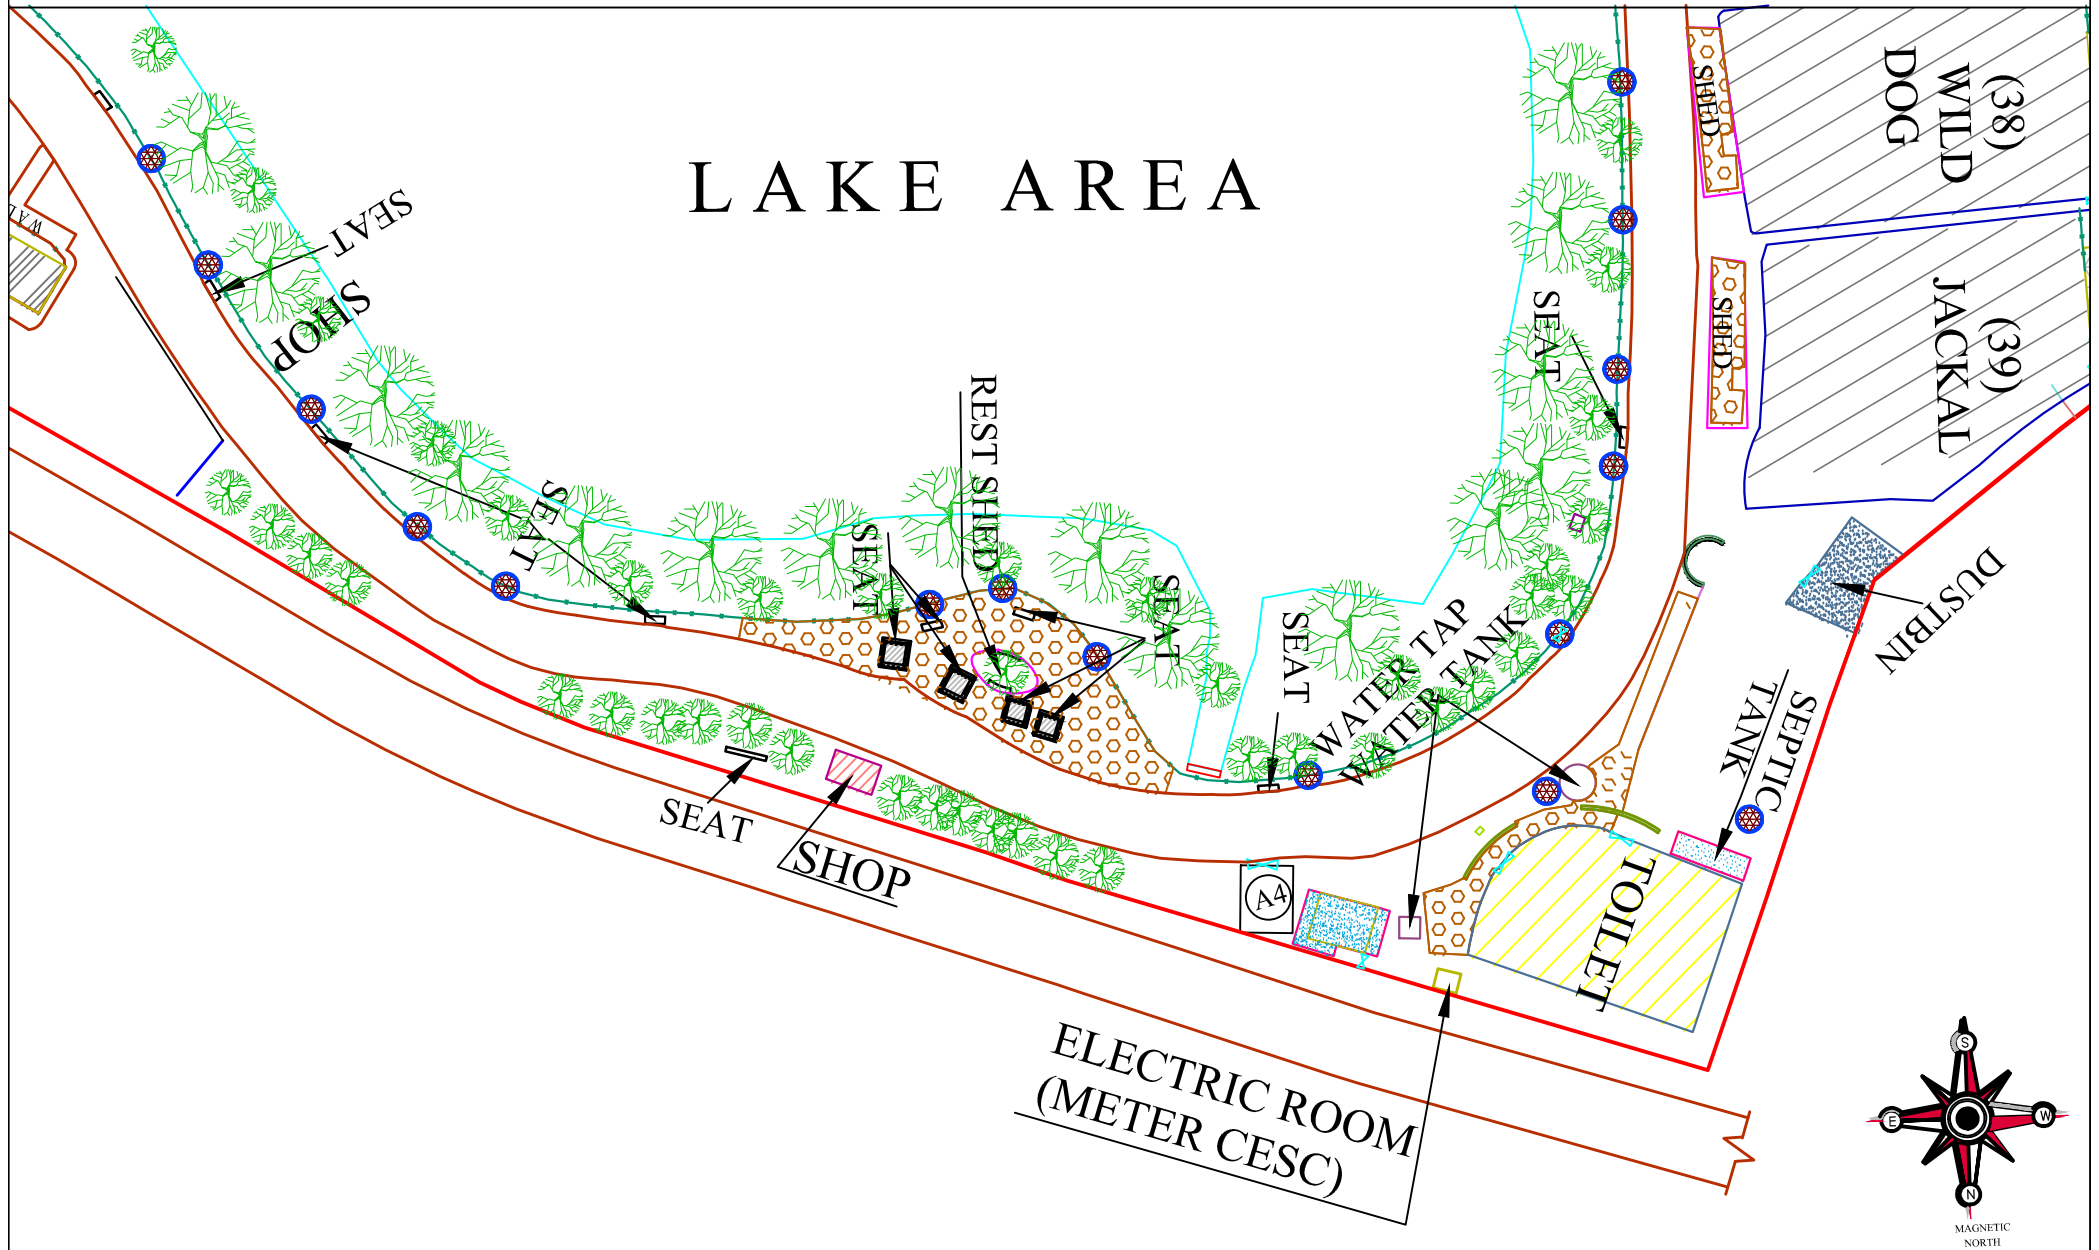 LAKE AREA
(38)
WILD
DOG
SHED
(39)
JACKAL
SHED
SEAT
SHOP
SEAT
SEAT
REST SHED
SEAT
SEAT
SEAT
WATER TAP
WATER TANK
DUSTBIN
SEPTIC
TANK
SEAT
SHOP
A4
TOILET
ELECTRIC ROOM
(METER CESC)
S
E
W
N
MAGNETIC
NORTH